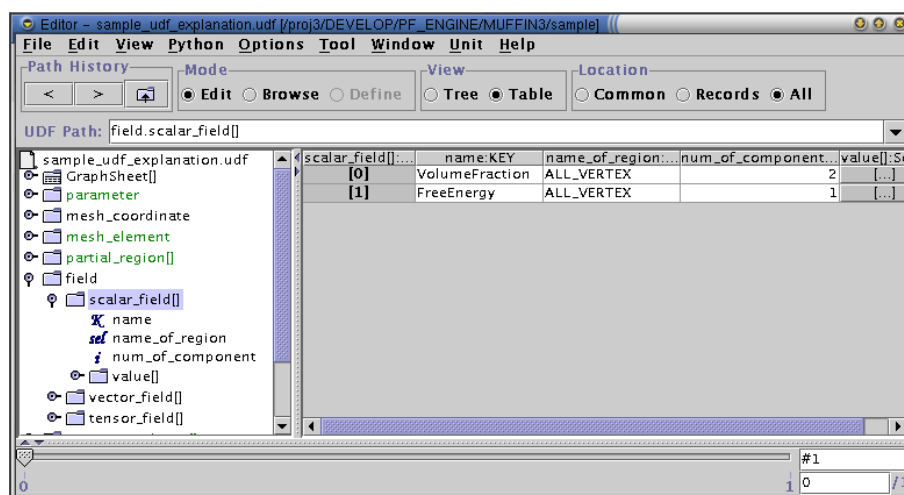 Editor – sample_udf_explanation.udf [/proj3/DEVELOP/PF_ENGINE/MUFFIN3/sample]
File Edit View Python Options Tool Window Unit Help
Path History Mode View Location
< > Edit Browse Define Tree Table Common Records All
UDF Path: field.scalar_field[]
sample_udf_explanation.udf
GraphSheet[]
parameter
mesh_coordinate
mesh_element
partial_region[]
field
scalar_field[]
K name
sel name_of_region
i num_of_component
value[]
vector_field[]
tensor_field[]
scalar_field[]:... name:KEY name_of_region:... num_of_component... value[]:S
[0] VolumeFraction ALL_VERTEX 2 [...]
[1] FreeEnergy ALL_VERTEX 1 [...]
#1
0 1 0 /1